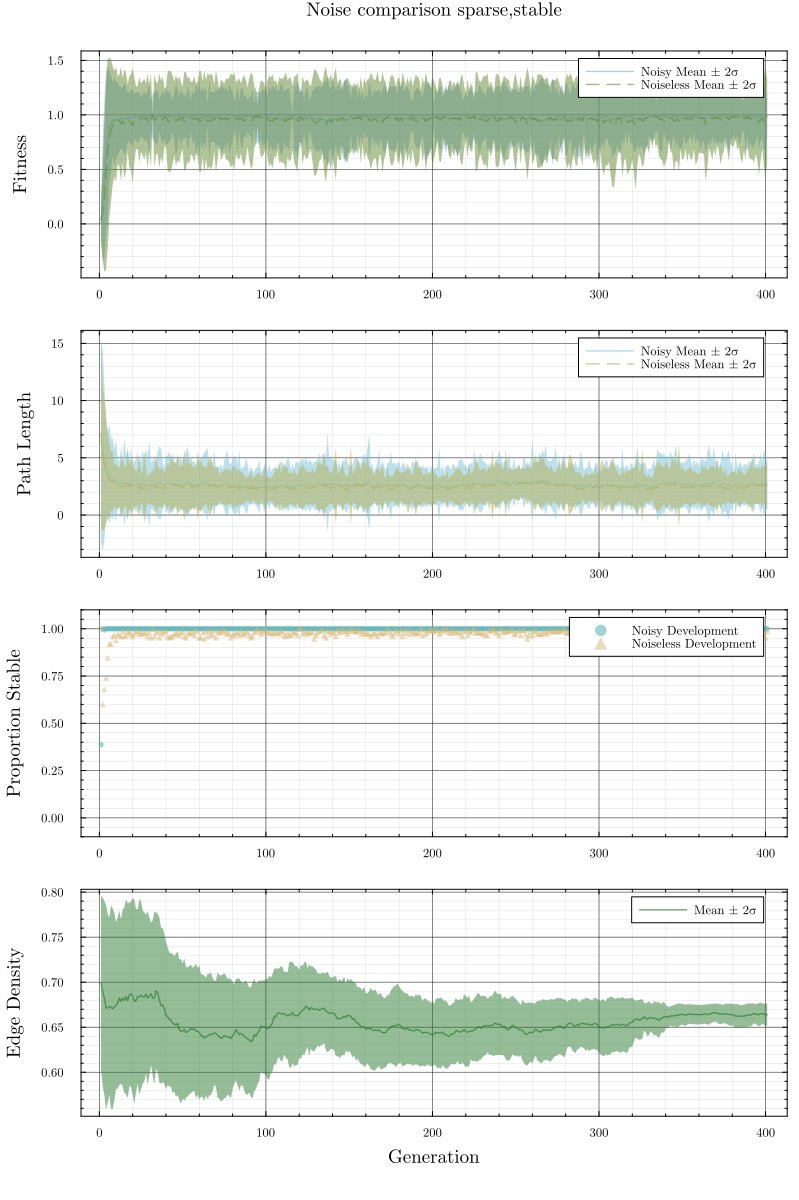 Noise comparison sparse,stable
1.5
1.0
0.5
0.0
Fitness
Noisy Mean ± 2σ
Noiseless Mean ± 2σ
0 100 200 300 400
15
10
5
0
Path Length
Noisy Mean ± 2σ
Noiseless Mean ± 2σ
0 100 200 300 400
1.00
0.75
0.50
0.25
0.00
Proportion Stable
Noisy Development
Noiseless Development
0 100 200 300 400
0.80
0.75
0.70
0.65
0.60
Edge Density
Mean ± 2σ
0 100 200 300 400
Generation